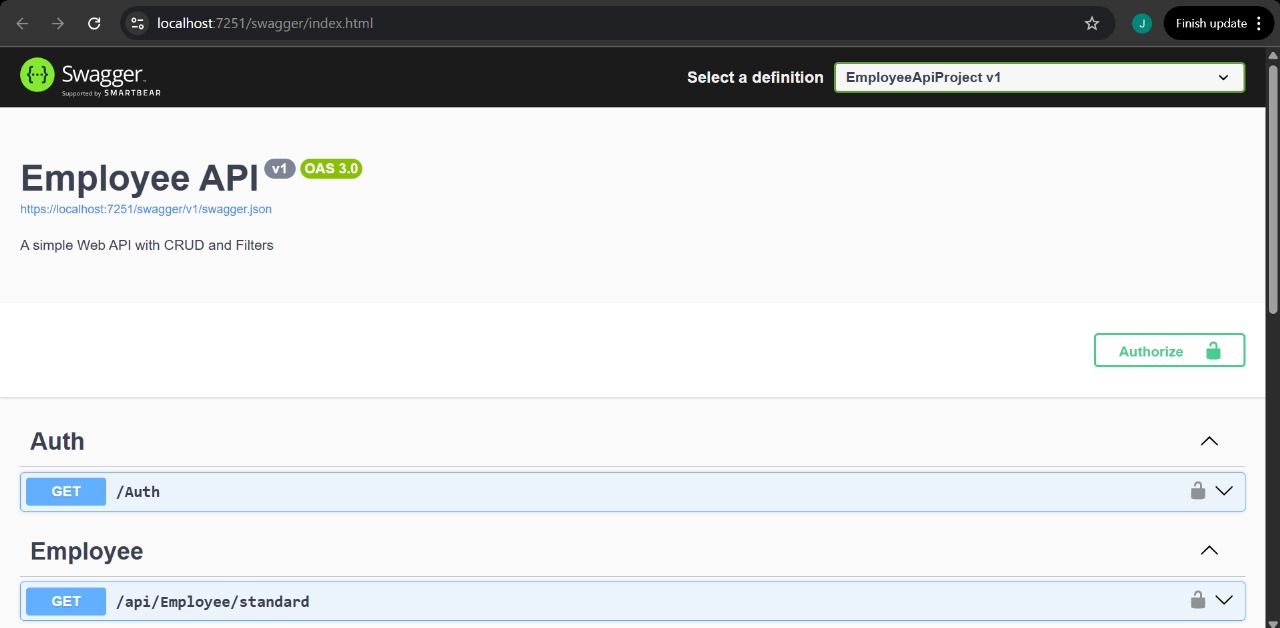 localhost:7251/swagger/index.html
J
Finish update
Swagger
Supported by SMARTBEAR
Select a definition
EmployeeApiProject v1
Employee API v1 OAS 3.0
https://localhost:7251/swagger/v1/swagger.json
A simple Web API with CRUD and Filters
Authorize
Auth
GET /Auth
Employee
GET /api/Employee/standard